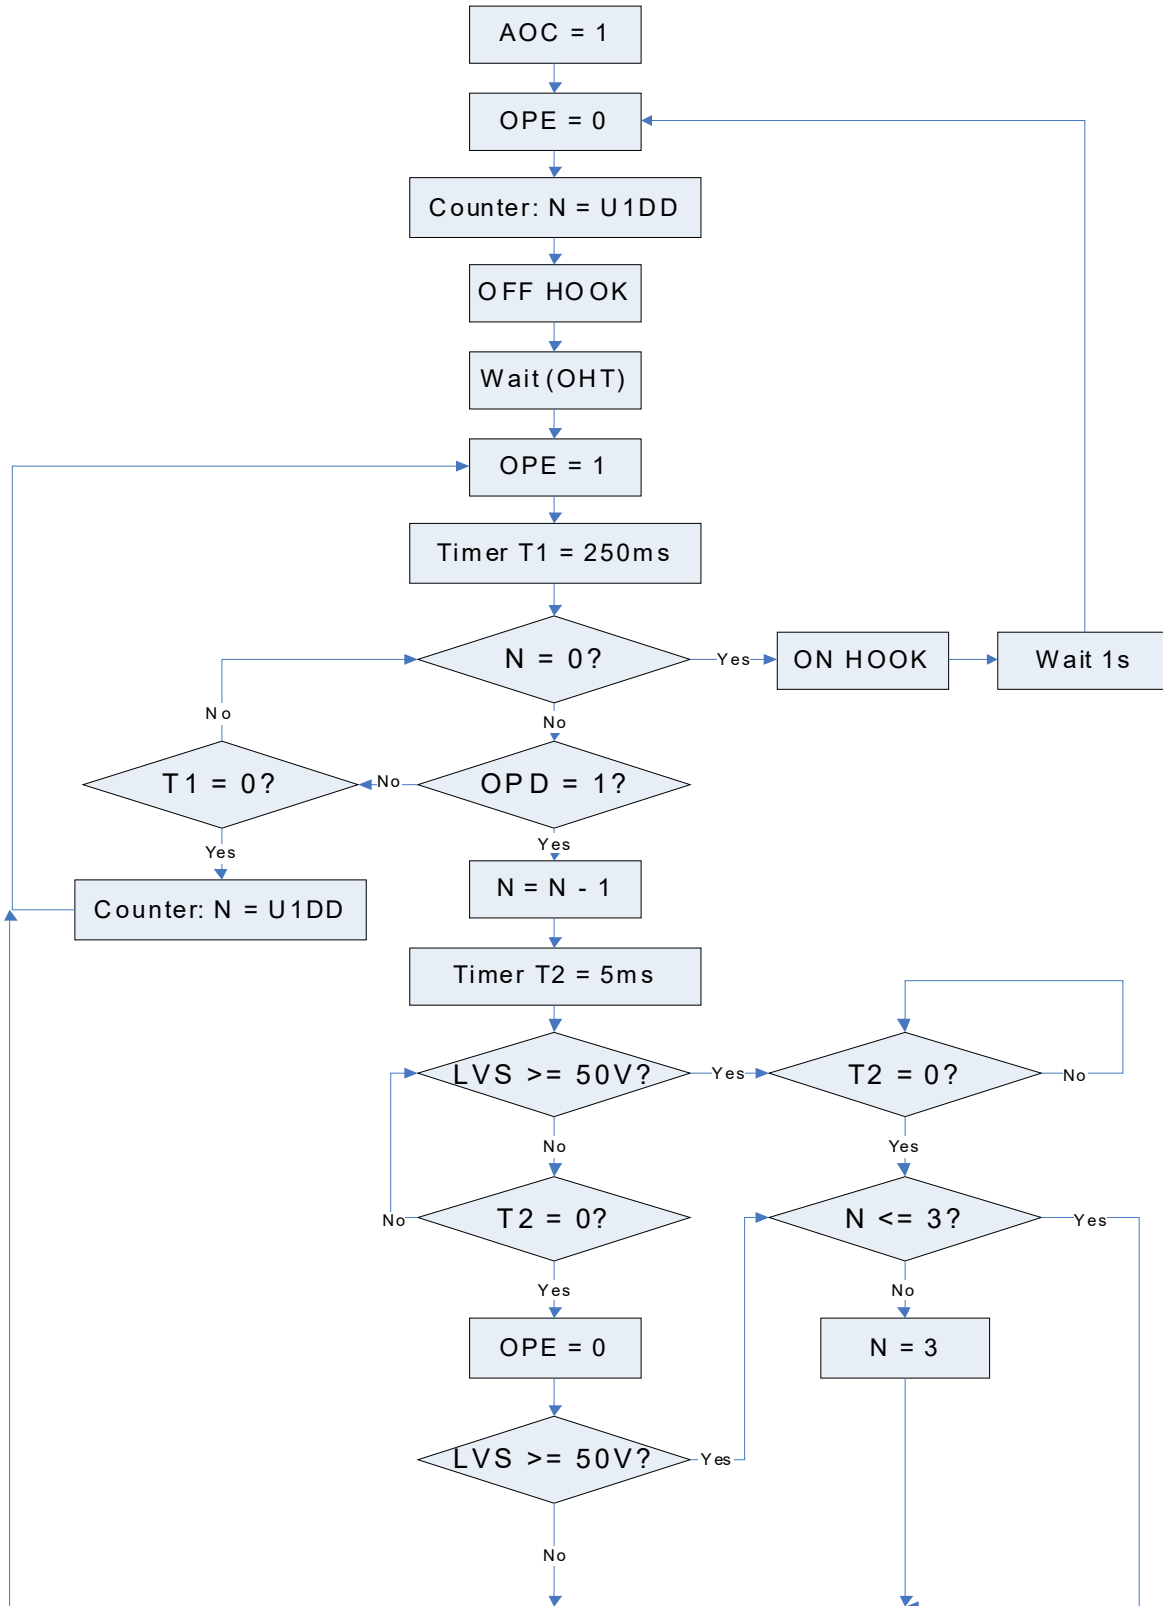 AOC = 1
OPE = 0
Counter: N = U1DD
OFF HOOK
Wait (OHT)
OPE = 1
Timer T1 = 250ms
N = 0?
Yes
ON HOOK
Wait 1s
No
No
T1 = 0?
No
OPD = 1?
Yes
Yes
Counter: N = U1DD
N = N - 1
Timer T2 = 5ms
LVS >= 50V?
Yes
T2 = 0?
No
No
Yes
No
T2 = 0?
N <= 3?
Yes
Yes
No
OPE = 0
N = 3
LVS >= 50V?
Yes
No